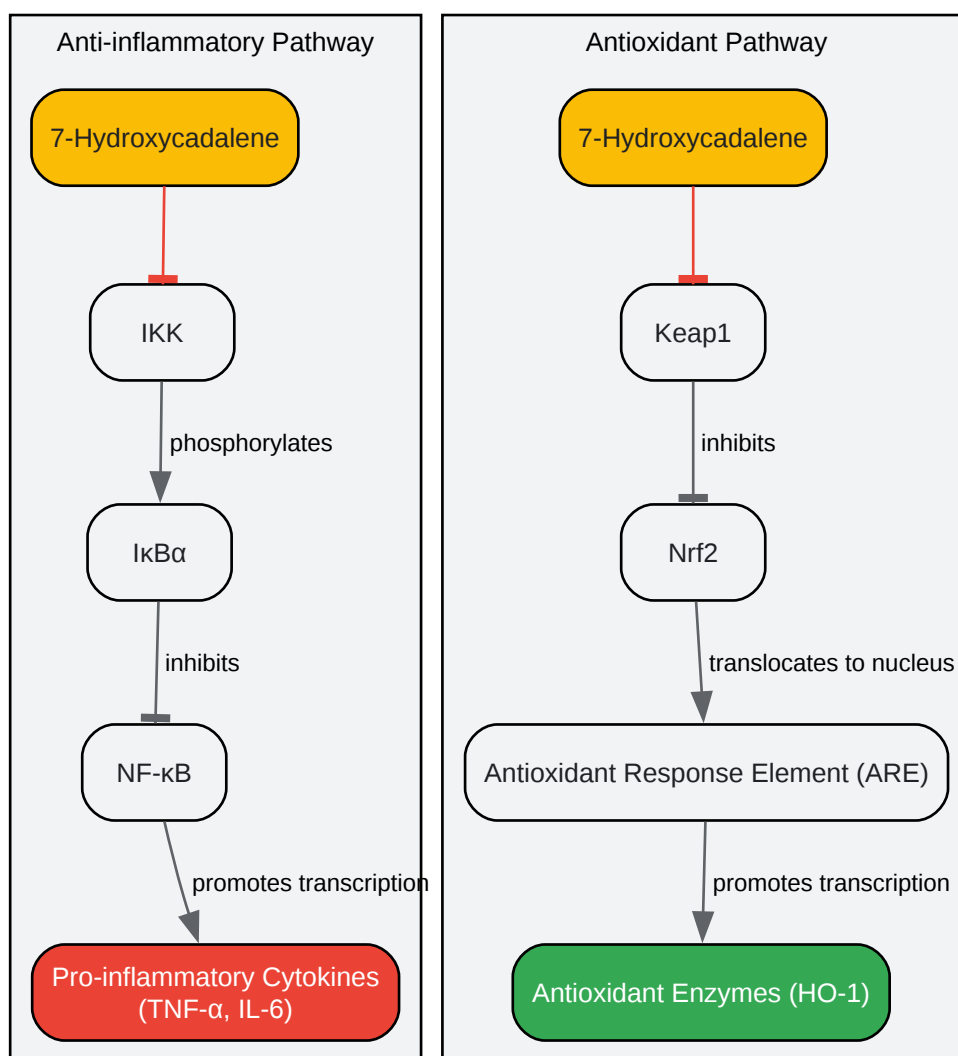 Anti-inflammatory Pathway
7-Hydroxycadalene
IKK
phosphorylates
IκBα
inhibits
NF-κB
promotes transcription
Pro-inflammatory Cytokines
(TNF-α, IL-6)
Antioxidant Pathway
7-Hydroxycadalene
Keap1
inhibits
Nrf2
translocates to nucleus
Antioxidant Response Element (ARE)
promotes transcription
Antioxidant Enzymes (HO-1)